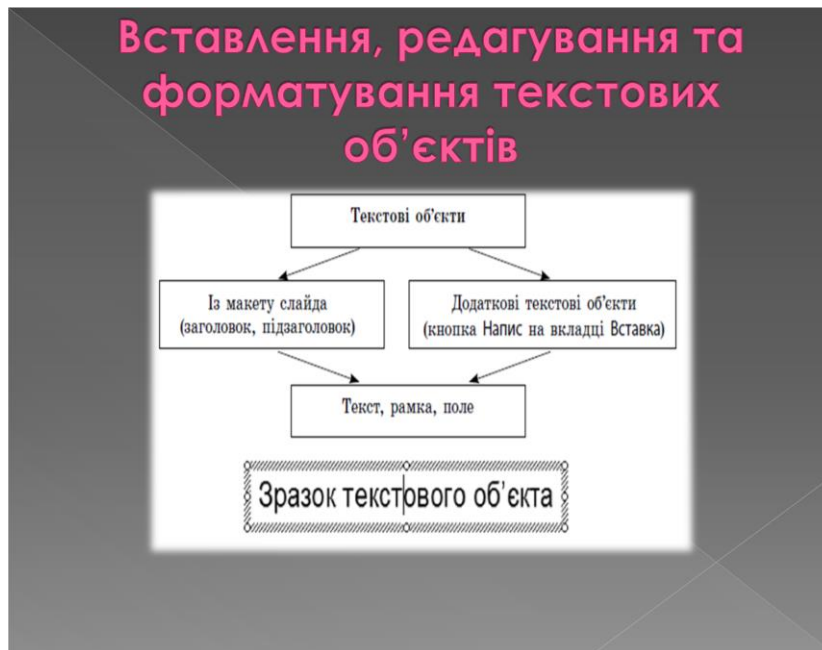 Вставлення, редагування та
форматування текстових
об’єктів
Текстові об’єкти
Із макету слайда
(заголовок, підзаголовок)
Додаткові текстові об’єкти
(кнопка Напис на вкладці Вставка)
Текст, рамка, поле
Зразок текстового об’єкта